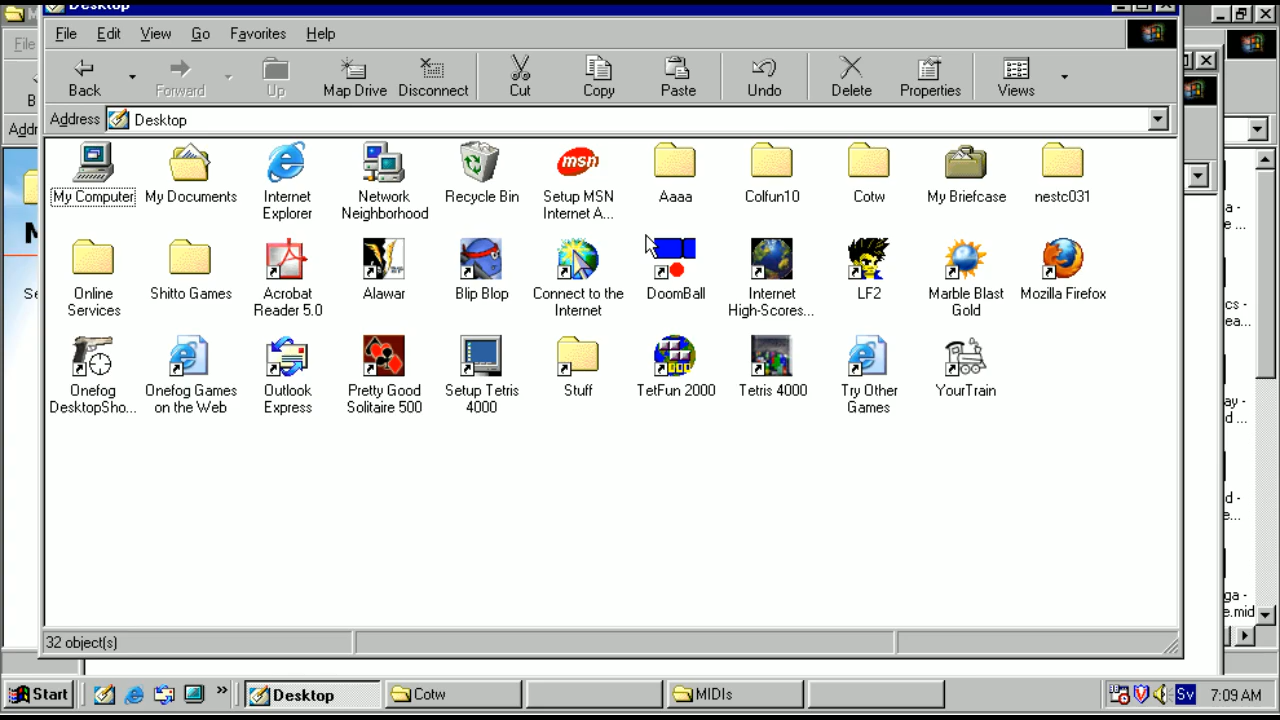 Desktop
File Edit View Go Favorites Help
Back Forward Up Map Drive Disconnect Cut Copy Paste Undo Delete Properties Views
Address Desktop
My Computer
My Documents
Internet
Explorer
Network
Neighborhood
Recycle Bin
msn
Setup MSN
Internet A...
Aaaa
Colfun10
Cotw
My Briefcase
nestc031
Online
Services
Shitto Games
Acrobat
Reader 5.0
Alawar
Blip Blop
Connect to the
Internet
DoomBall
Internet
High-Scores...
LF2
Marble Blast
Gold
Mozilla Firefox
Onefog
DesktopSho...
Onefog Games
on the Web
Outlook
Express
Pretty Good
Solitaire 500
Setup Tetris
4000
Stuff
TetFun 2000
Tetris 4000
Try Other
Games
YourTrain
32 object(s)
e.mid
Start » Desktop Cotw MIDIs Sv 7:09 AM